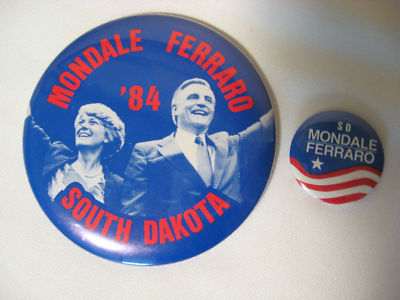 MONDALE FERRARO
'84
SOUTH DAKOTA
SD
MONDALE
FERRARO